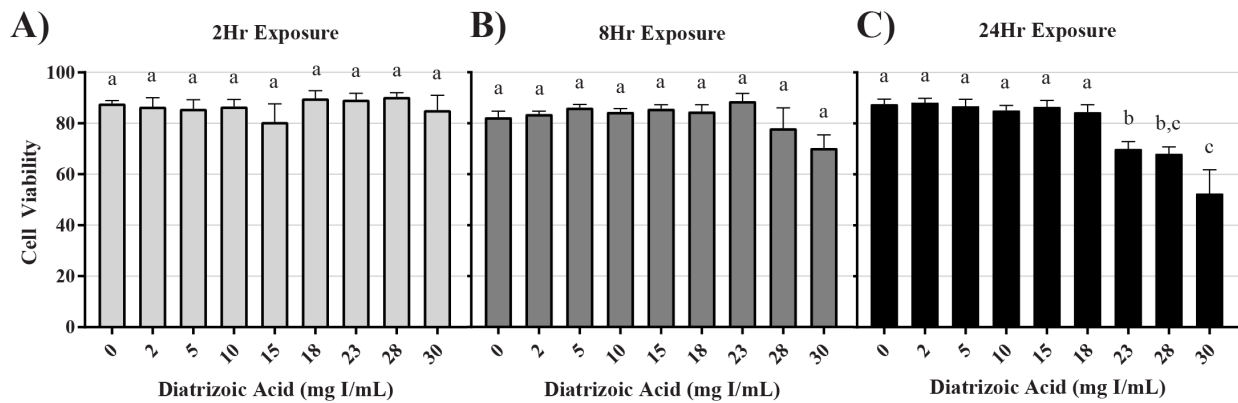 A)
2Hr Exposure
a a a a a a a a a
Cell Viability
100
80
60
40
20
0
0 2 5 10 15 18 23 28 30
Diatrizoic Acid (mg I/mL)
B)
8Hr Exposure
a a a a a a a a a
0 2 5 10 15 18 23 28 30
Diatrizoic Acid (mg I/mL)
C)
24Hr Exposure
a a a a a a b b,c c
0 2 5 10 15 18 23 28 30
Diatrizoic Acid (mg I/mL)